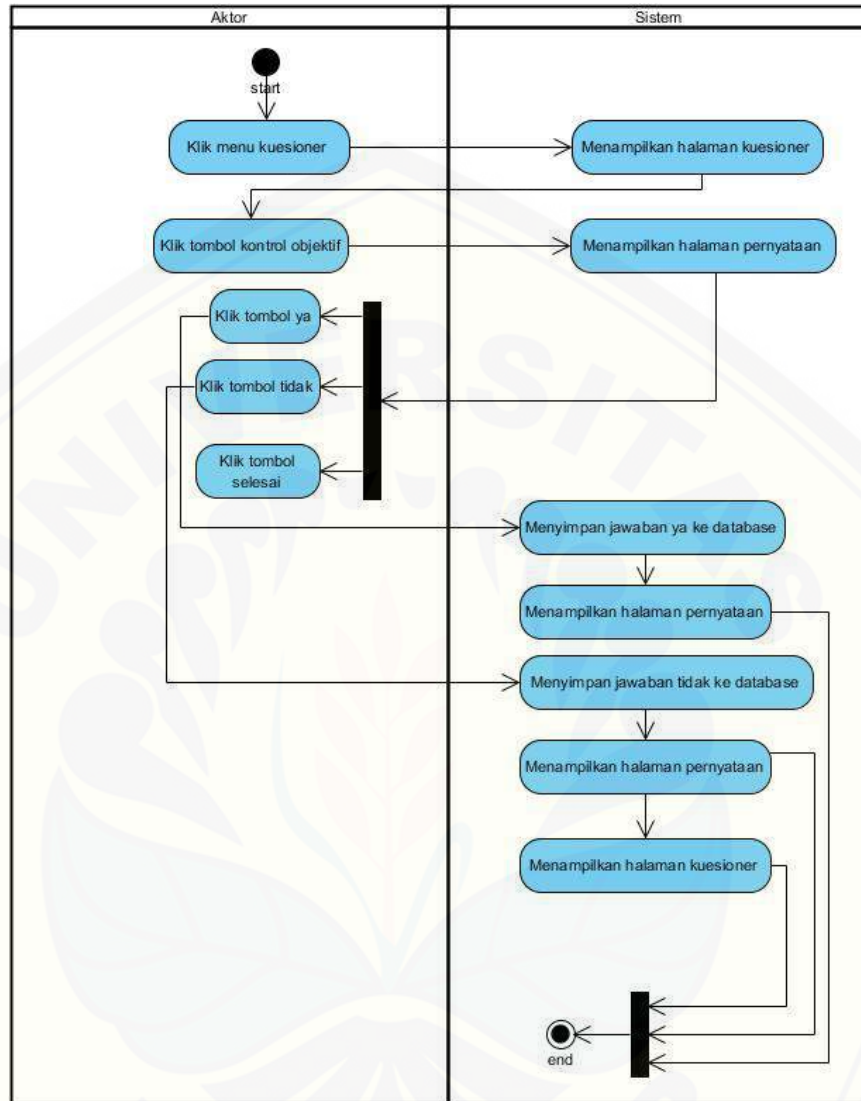 Aktor
Sistem
start
Klik menu kuesioner
Menampilkan halaman kuesioner
Klik tombol kontrol objektif
Menampilkan halaman pernyataan
Klik tombol ya
Klik tombol tidak
Klik tombol
selesai
Menyimpan jawaban ya ke database
Menampilkan halaman pernyataan
Menyimpan jawaban tidak ke database
Menampilkan halaman pernyataan
Menampilkan halaman kuesioner
end
UNIVERSITAS